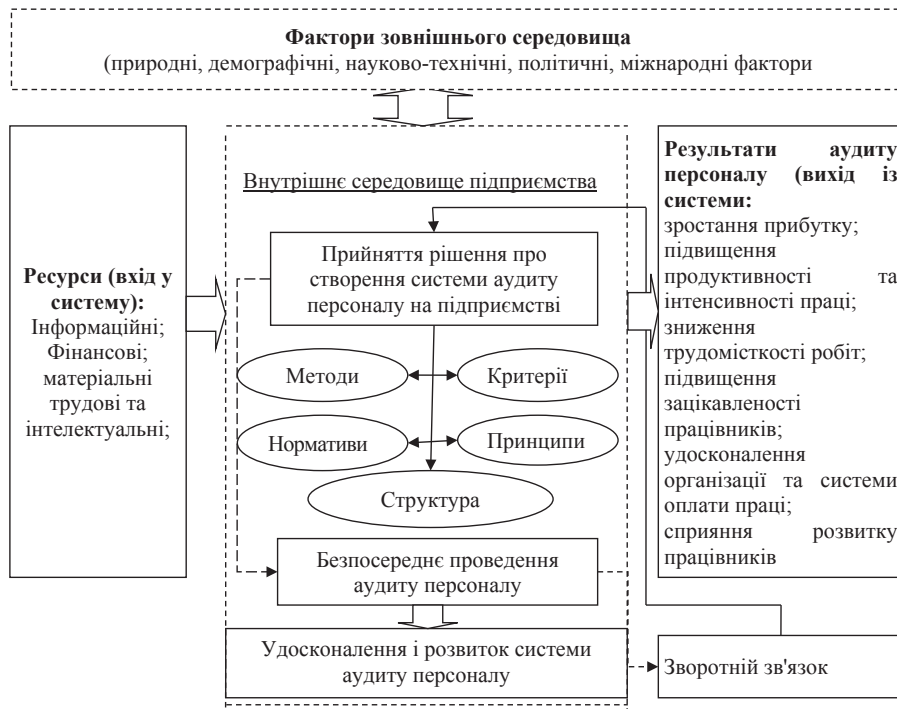 Фактори зовнішнього середовища
(природні, демографічні, науково-технічні, політичні, міжнародні фактори
Ресурси (вхід у
систему):
Інформаційні;
Фінансові;
матеріальні
трудові та
інтелектуальні;
Внутрішнє середовище підприємства
Прийняття рішення про
створення системи аудиту
персоналу на підприємстві
Методи
Критерії
Нормативи
Принципи
Структура
Безпосереднє проведення
аудиту персоналу
Удосконалення і розвиток системи
аудиту персоналу
Результати аудиту
персоналу (вихід із
системи:
зростання прибутку;
підвищення
продуктивності та
інтенсивності праці;
зниження
трудомісткості робіт;
підвищення
зацікавленості
працівників;
удосконалення
організації та системи
оплати праці;
сприяння розвитку
працівників
Зворотній зв'язок